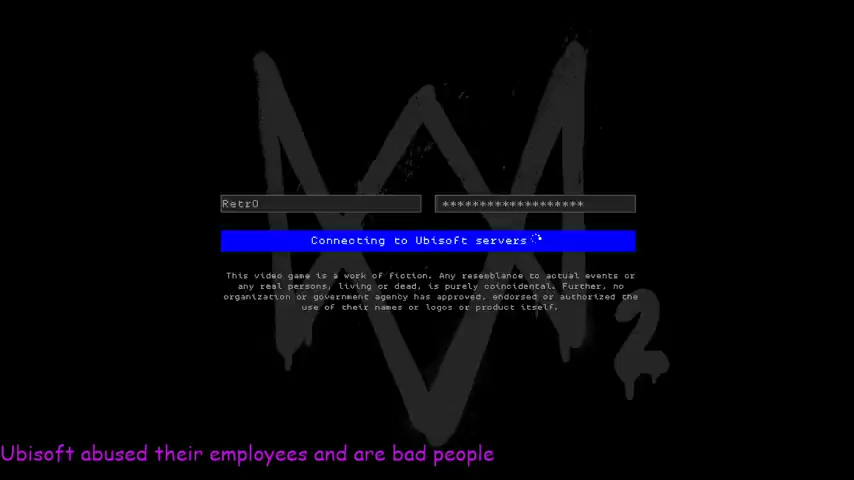 Retr0
******************
Connecting to Ubisoft servers
This video game is a work of fiction. Any resemblance to actual events or
any real persons, living or dead, is purely coincidental. Further, no
organization or government agency has approved, endorsed or authorized the
use of their names or logos or product itself.
2
Ubisoft abused their employees and are bad people